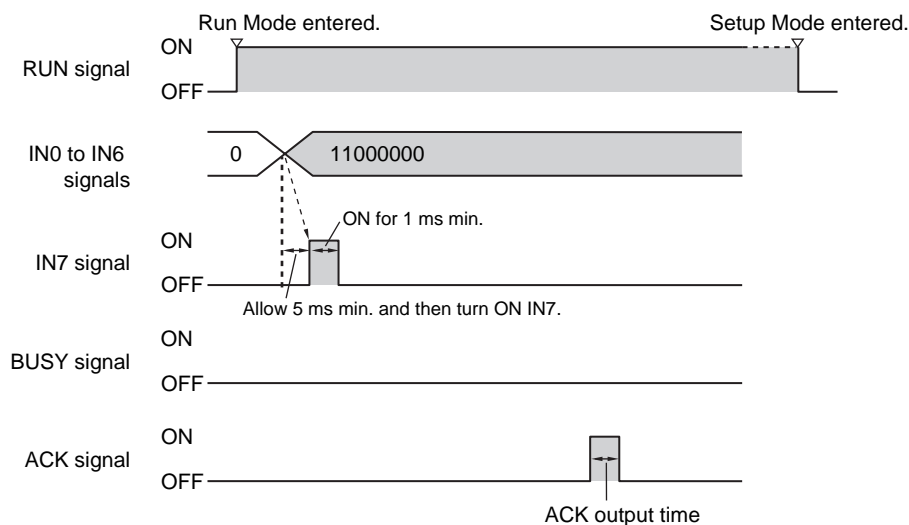 Run Mode entered.
Setup Mode entered.
ON
RUN signal
OFF
IN0 to IN6
signals
0
11000000
ON for 1 ms min.
ON
IN7 signal
OFF
Allow 5 ms min. and then turn ON IN7.
ON
BUSY signal
OFF
ON
ACK signal
OFF
ACK output time